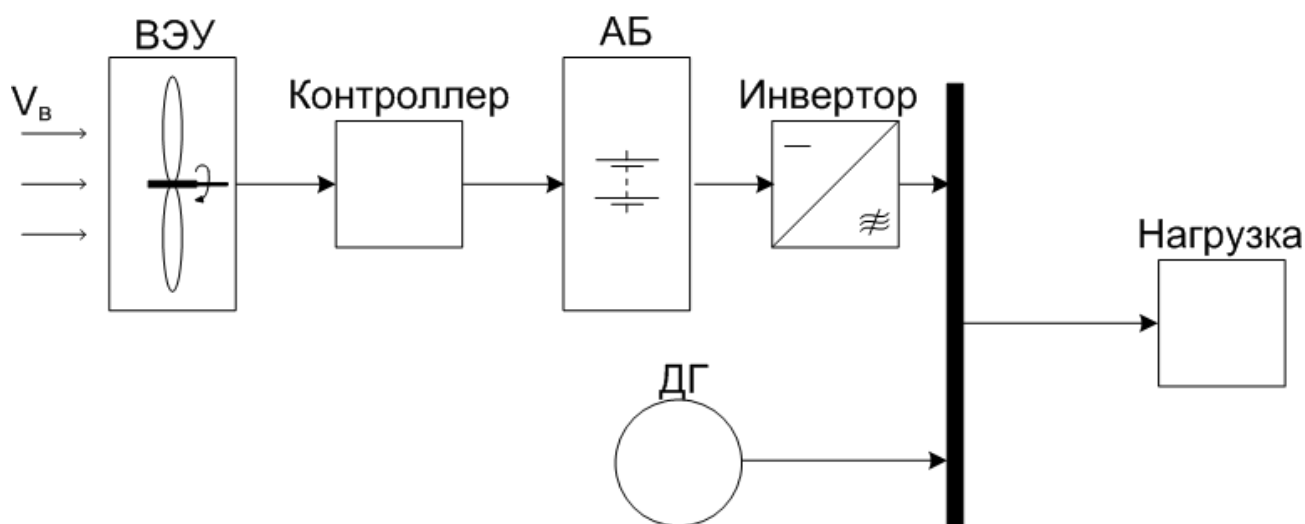 ВЭУ
АБ
Vв
Контроллер
Инвертор
Нагрузка
ДГ